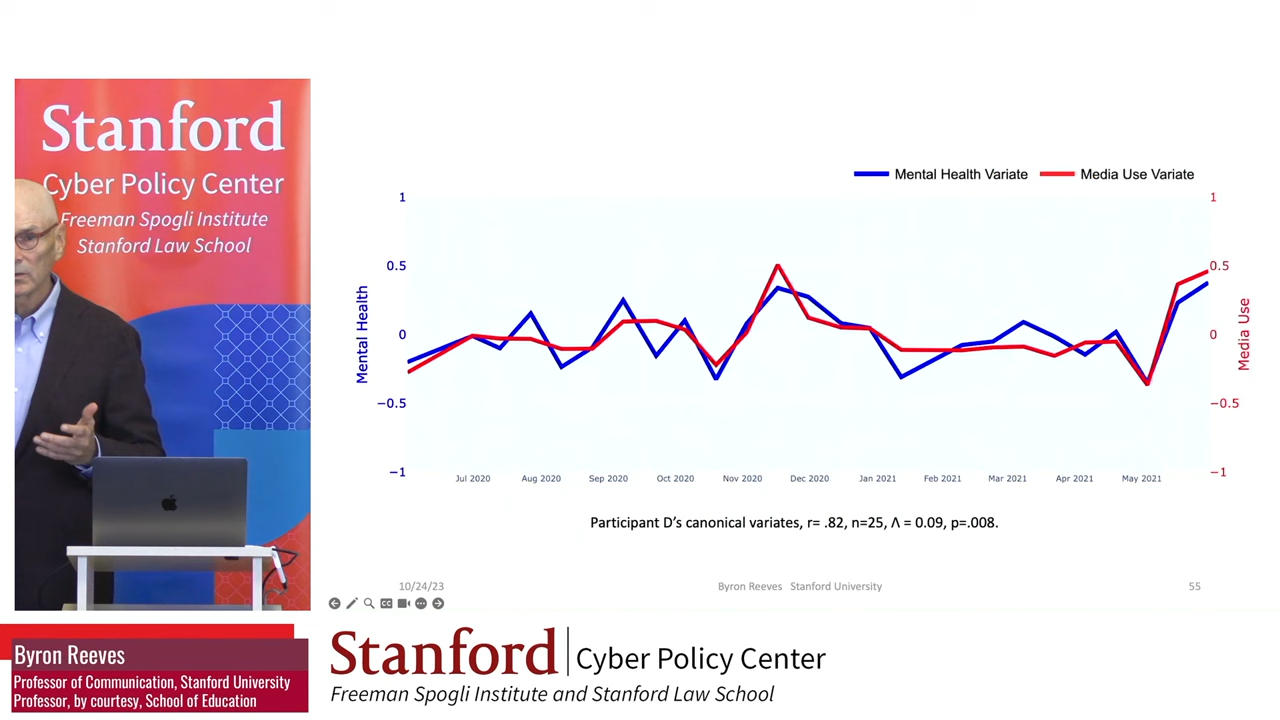 Stanford
Cyber Policy Center
Freeman Spogli Institute
Stanford Law School
Mental Health Variate
Media Use Variate
1
0.5
0
−0.5
−1
Mental Health
1
0.5
0
−0.5
−1
Media Use
Jul 2020
Aug 2020
Sep 2020
Oct 2020
Nov 2020
Dec 2020
Jan 2021
Feb 2021
Mar 2021
Apr 2021
May 2021
Participant D's canonical variates, r= .82, n=25, Λ = 0.09, p=.008.
10/24/23
Byron Reeves Stanford University
55
CC
Byron Reeves
Professor of Communication, Stanford University
Professor, by courtesy, School of Education
Stanford | Cyber Policy Center
Freeman Spogli Institute and Stanford Law School